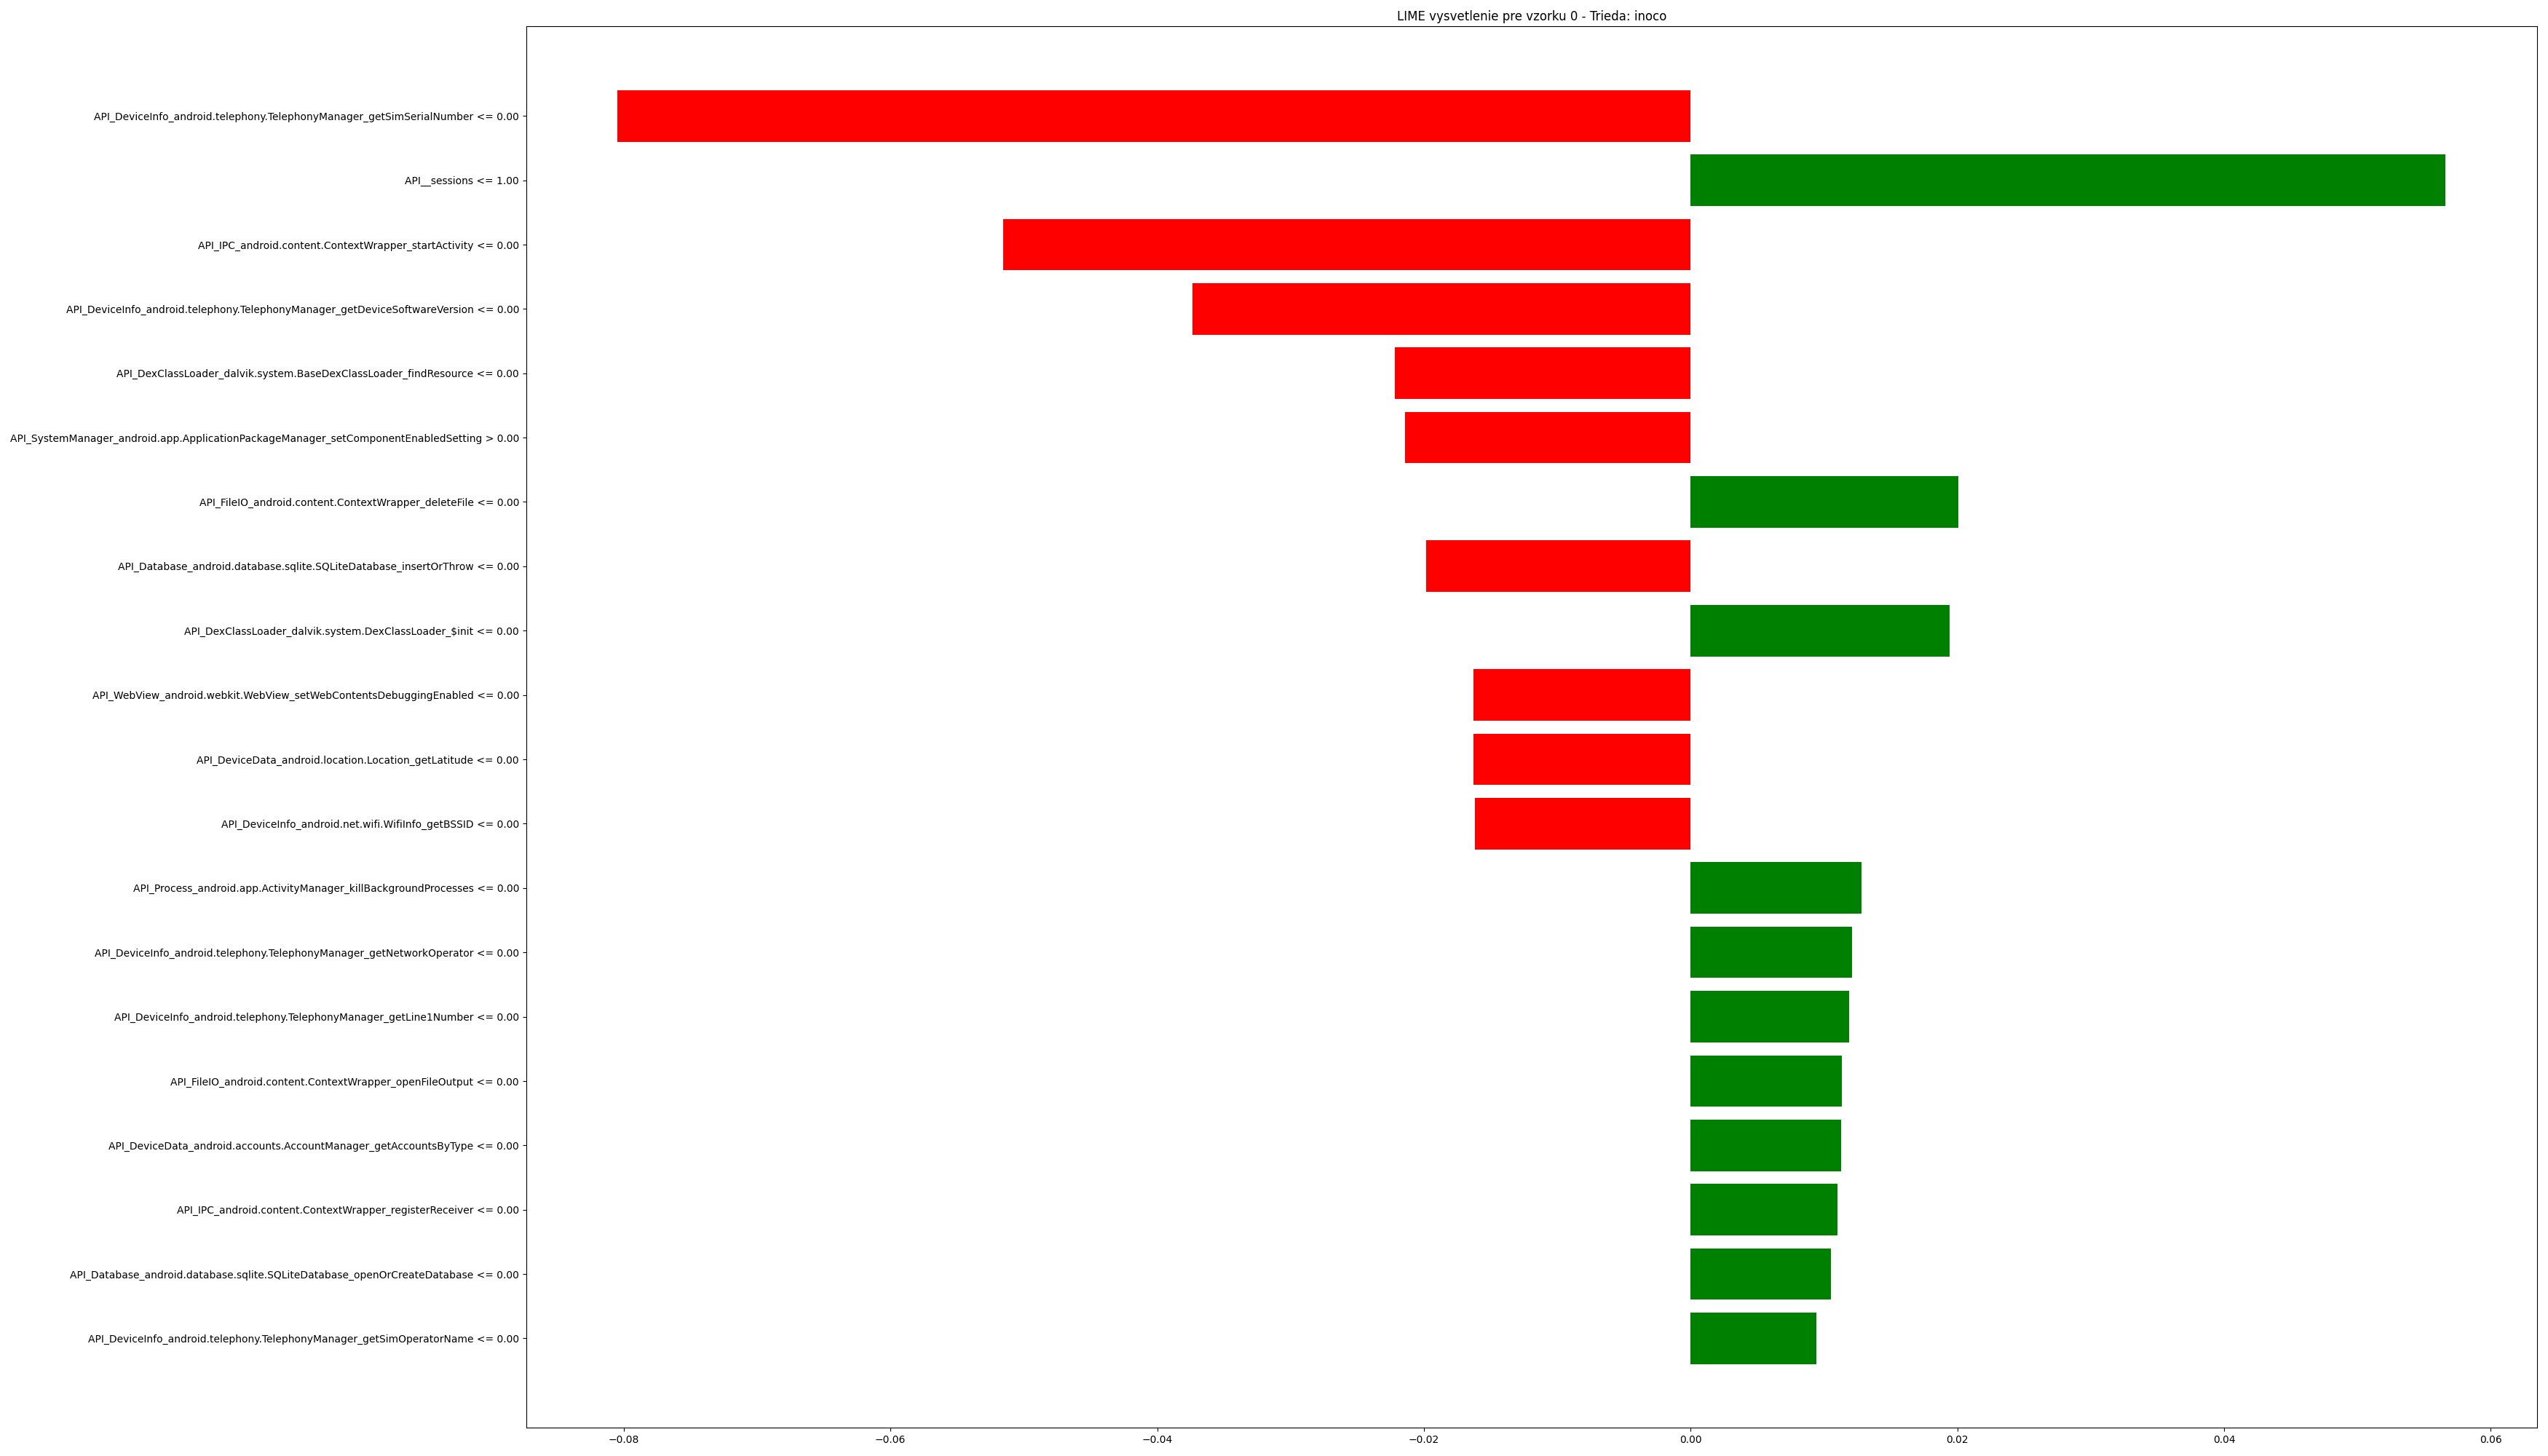 LIME vysvetlenie pre vzorku 0 - Trieda: inoco
API_DeviceInfo_android.telephony.TelephonyManager_getSimSerialNumber <= 0.00
API__sessions <= 1.00
API_IPC_android.content.ContextWrapper_startActivity <= 0.00
API_DeviceInfo_android.telephony.TelephonyManager_getDeviceSoftwareVersion <= 0.00
API_DexClassLoader_dalvik.system.BaseDexClassLoader_findResource <= 0.00
API_SystemManager_android.app.ApplicationPackageManager_setComponentEnabledSetting > 0.00
API_FileIO_android.content.ContextWrapper_deleteFile <= 0.00
API_Database_android.database.sqlite.SQLiteDatabase_insertOrThrow <= 0.00
API_DexClassLoader_dalvik.system.DexClassLoader_$init <= 0.00
API_WebView_android.webkit.WebView_setWebContentsDebuggingEnabled <= 0.00
API_DeviceData_android.location.Location_getLatitude <= 0.00
API_DeviceInfo_android.net.wifi.WifiInfo_getBSSID <= 0.00
API_Process_android.app.ActivityManager_killBackgroundProcesses <= 0.00
API_DeviceInfo_android.telephony.TelephonyManager_getNetworkOperator <= 0.00
API_DeviceInfo_android.telephony.TelephonyManager_getLine1Number <= 0.00
API_FileIO_android.content.ContextWrapper_openFileOutput <= 0.00
API_DeviceData_android.accounts.AccountManager_getAccountsByType <= 0.00
API_IPC_android.content.ContextWrapper_registerReceiver <= 0.00
API_Database_android.database.sqlite.SQLiteDatabase_openOrCreateDatabase <= 0.00
API_DeviceInfo_android.telephony.TelephonyManager_getSimOperatorName <= 0.00
−0.08 −0.06 −0.04 −0.02 0.00 0.02 0.04 0.06